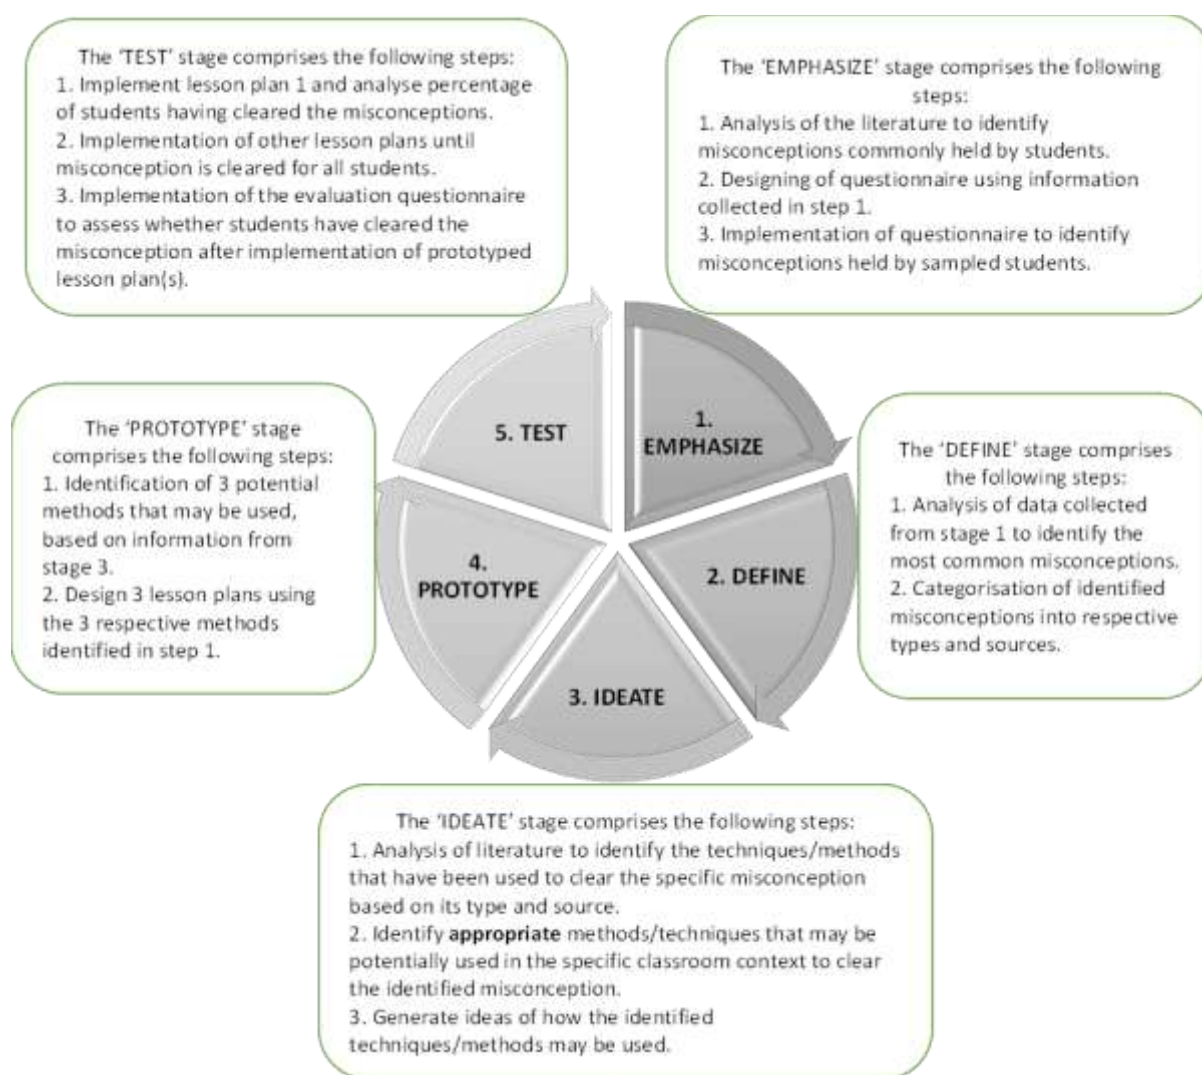 The 'TEST' stage comprises the following steps:
1. Implement lesson plan 1 and analyse percentage
of students having cleared the misconceptions.
2. Implementation of other lesson plans until
misconception is cleared for all students.
3. Implementation of the evaluation questionnaire
to assess whether students have cleared the
misconception after implementation of prototyped
lesson plan(s).
The 'EMPHASIZE' stage comprises the following
steps:
1. Analysis of the literature to identify
misconceptions commonly held by students.
2. Designing of questionnaire using information
collected in step 1.
3. Implementation of questionnaire to identify
misconceptions held by sampled students.
5. TEST
1.
EMPHASIZE
The 'PROTOTYPE' stage
comprises the following steps:
1. Identification of 3 potential
methods that may be used,
based on information from
stage 3.
2. Design 3 lesson plans using
the 3 respective methods
identified in step 1.
4.
PROTOTYPE
2. DEFINE
The 'DEFINE' stage comprises
the following steps:
1. Analysis of data collected
from stage 1 to identify the
most common misconceptions.
2. Categorisation of identified
misconceptions into respective
types and sources.
3. IDEATE
The 'IDEATE' stage comprises the following steps:
1. Analysis of literature to identify the techniques/methods
that have been used to clear the specific misconception
based on its type and source.
2. Identify appropriate methods/techniques that may be
potentially used in the specific classroom context to clear
the identified misconception.
3. Generate ideas of how the identified
techniques/methods may be used.